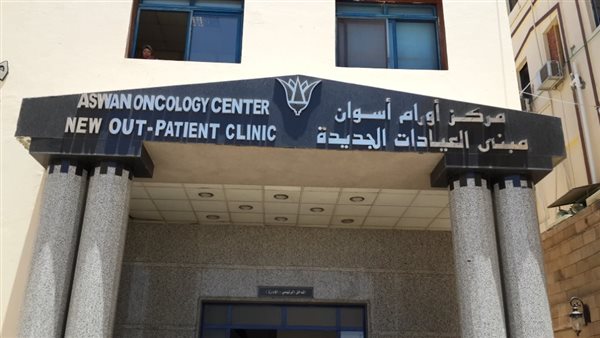 ASWAN ONCOLOGY CENTER
NEW OUT-PATIENT CLINIC
مركز أورام أسوان
مبنى العيادات الجديدة